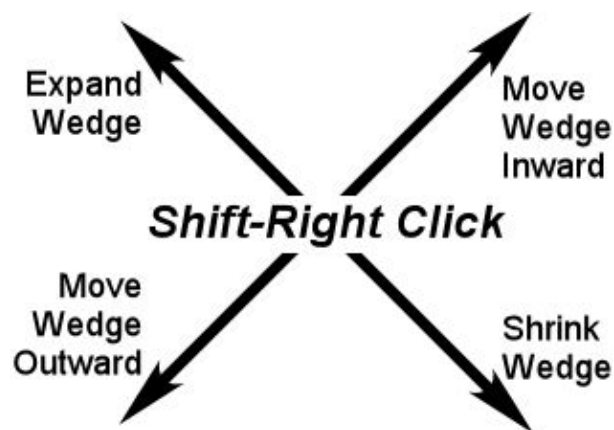 Expand
Wedge
Move
Wedge
Inward
Shift-Right Click
Move
Wedge
Outward
Shrink
Wedge